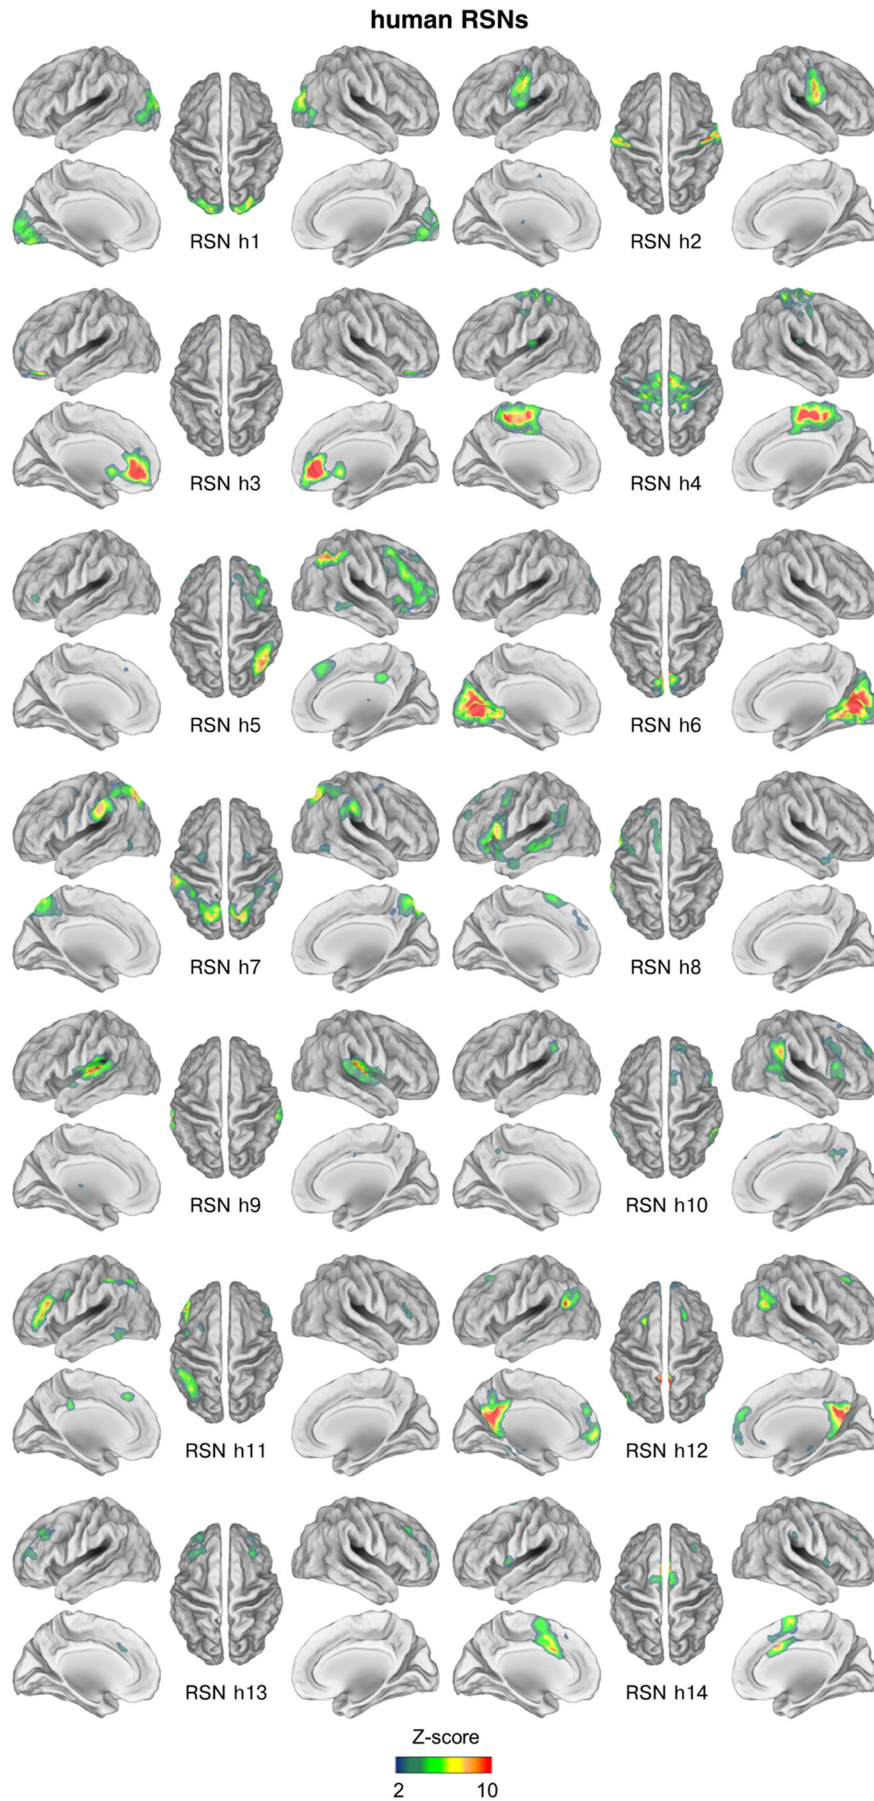 human RSNs
RSN h1
RSN h2
RSN h3
RSN h4
RSN h5
RSN h6
RSN h7
RSN h8
RSN h9
RSN h10
RSN h11
RSN h12
RSN h13
RSN h14
Z-score
2 10